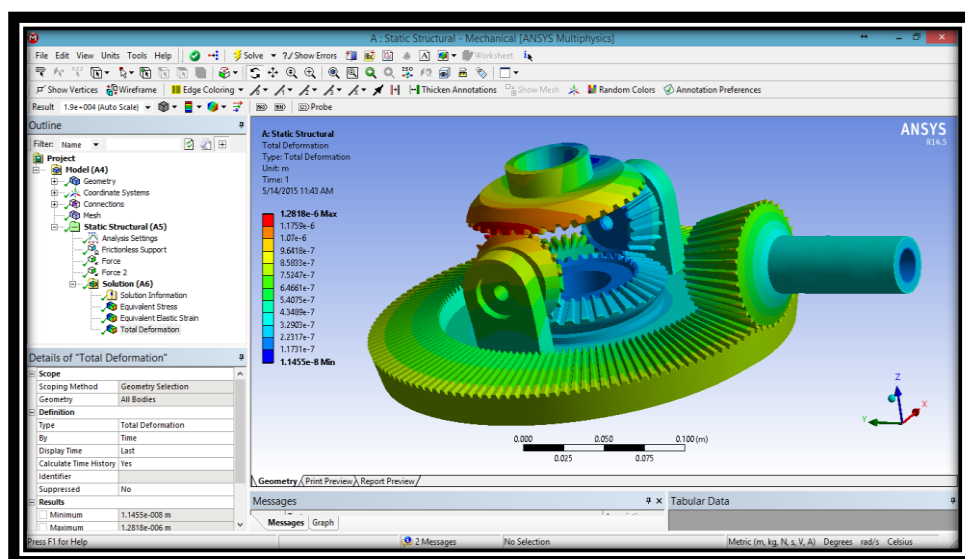 A : Static Structural - Mechanical [ANSYS Multiphysics]
File Edit View Units Tools Help Solve ?/ Show Errors Worksheet
Show Vertices Wireframe Edge Coloring Thicken Annotations Show Mesh Random Colors Annotation Preferences
Result 1.9e+004 (Auto Scale) Probe
Outline
Filter: Name
Project
Model (A4)
Geometry
Coordinate Systems
Connections
Mesh
Static Structural (A5)
Analysis Settings
Frictionless Support
Force
Force 2
Solution (A6)
Solution Information
Equivalent Stress
Equivalent Elastic Strain
Total Deformation
Details of "Total Deformation"
Scope
Scoping Method Geometry Selection
Geometry All Bodies
Definition
Type Total Deformation
By Time
Display Time Last
Calculate Time History Yes
Identifier
Suppressed No
Results
Minimum 1.1455e-008 m
Maximum 1.2818e-006 m
A: Static Structural
Total Deformation
Type: Total Deformation
Unit: m
Time: 1
5/14/2015 11:43 AM
1.2818e-6 Max
1.1759e-6
1.07e-6
9.6418e-7
8.5833e-7
7.5247e-7
6.4661e-7
5.4075e-7
4.3489e-7
3.2903e-7
2.2317e-7
1.1731e-7
1.1455e-8 Min
ANSYS
R14.5
Z
Y
X
0.000 0.050 0.100 (m)
0.025 0.075
Geometry Print Preview Report Preview
Messages
Tabular Data
Messages Graph
Press F1 for Help 2 Messages No Selection Metric (m, kg, N, s, V, A) Degrees rad/s Celsius